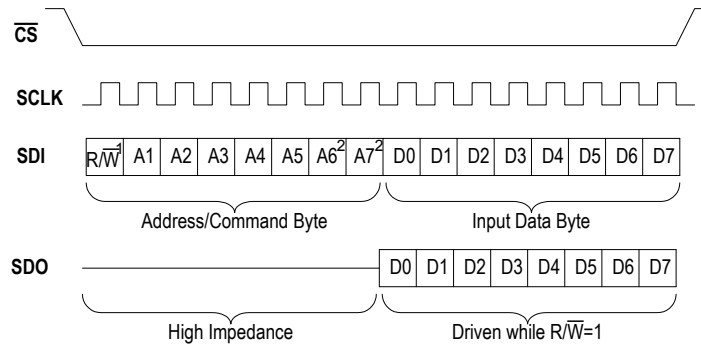 CS
SCLK
SDI R/W¹ A1 A2 A3 A4 A5 A6² A7² D0 D1 D2 D3 D4 D5 D6 D7
Address/Command Byte Input Data Byte
SDO D0 D1 D2 D3 D4 D5 D6 D7
High Impedance Driven while R/W=1